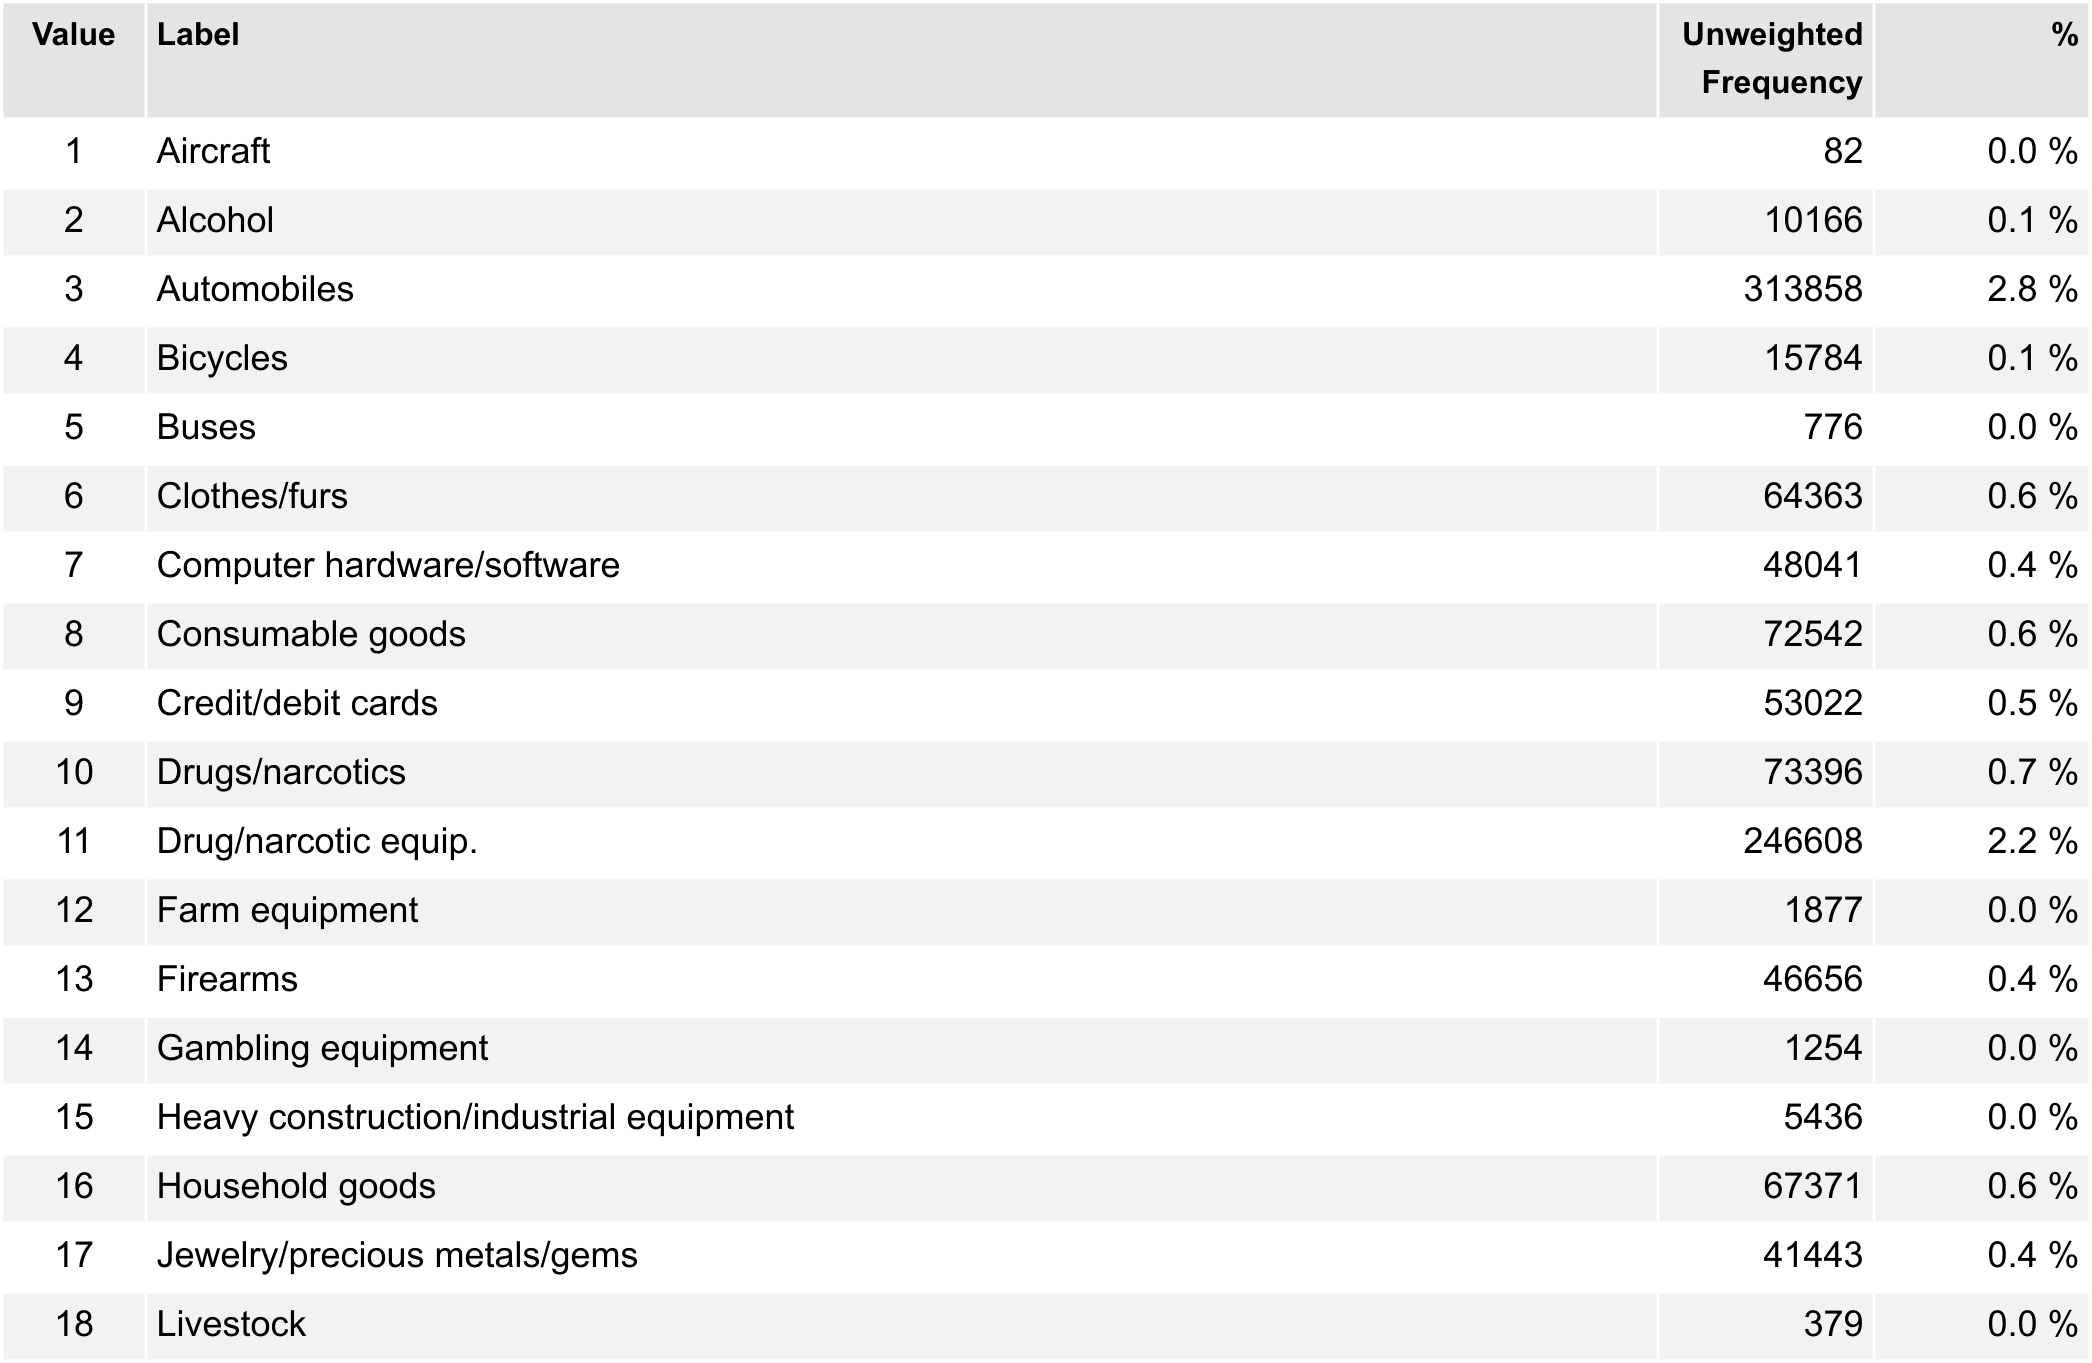 Value Label Unweighted Frequency %
1 Aircraft 82 0.0 %
2 Alcohol 10166 0.1 %
3 Automobiles 313858 2.8 %
4 Bicycles 15784 0.1 %
5 Buses 776 0.0 %
6 Clothes/furs 64363 0.6 %
7 Computer hardware/software 48041 0.4 %
8 Consumable goods 72542 0.6 %
9 Credit/debit cards 53022 0.5 %
10 Drugs/narcotics 73396 0.7 %
11 Drug/narcotic equip. 246608 2.2 %
12 Farm equipment 1877 0.0 %
13 Firearms 46656 0.4 %
14 Gambling equipment 1254 0.0 %
15 Heavy construction/industrial equipment 5436 0.0 %
16 Household goods 67371 0.6 %
17 Jewelry/precious metals/gems 41443 0.4 %
18 Livestock 379 0.0 %